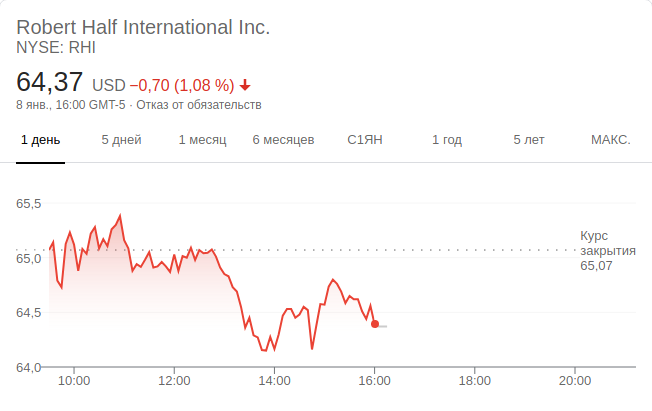 Robert Half International Inc.
NYSE: RHI
64,37 USD −0,70 (1,08 %)
8 янв., 16:00 GMT-5 · Отказ от обязательств
1 день 5 дней 1 месяц 6 месяцев С1ЯН 1 год 5 лет МАКС.
65,5
Курс
закрытия
65,07
65,0
64,5
64,0
10:00 12:00 14:00 16:00 18:00 20:00